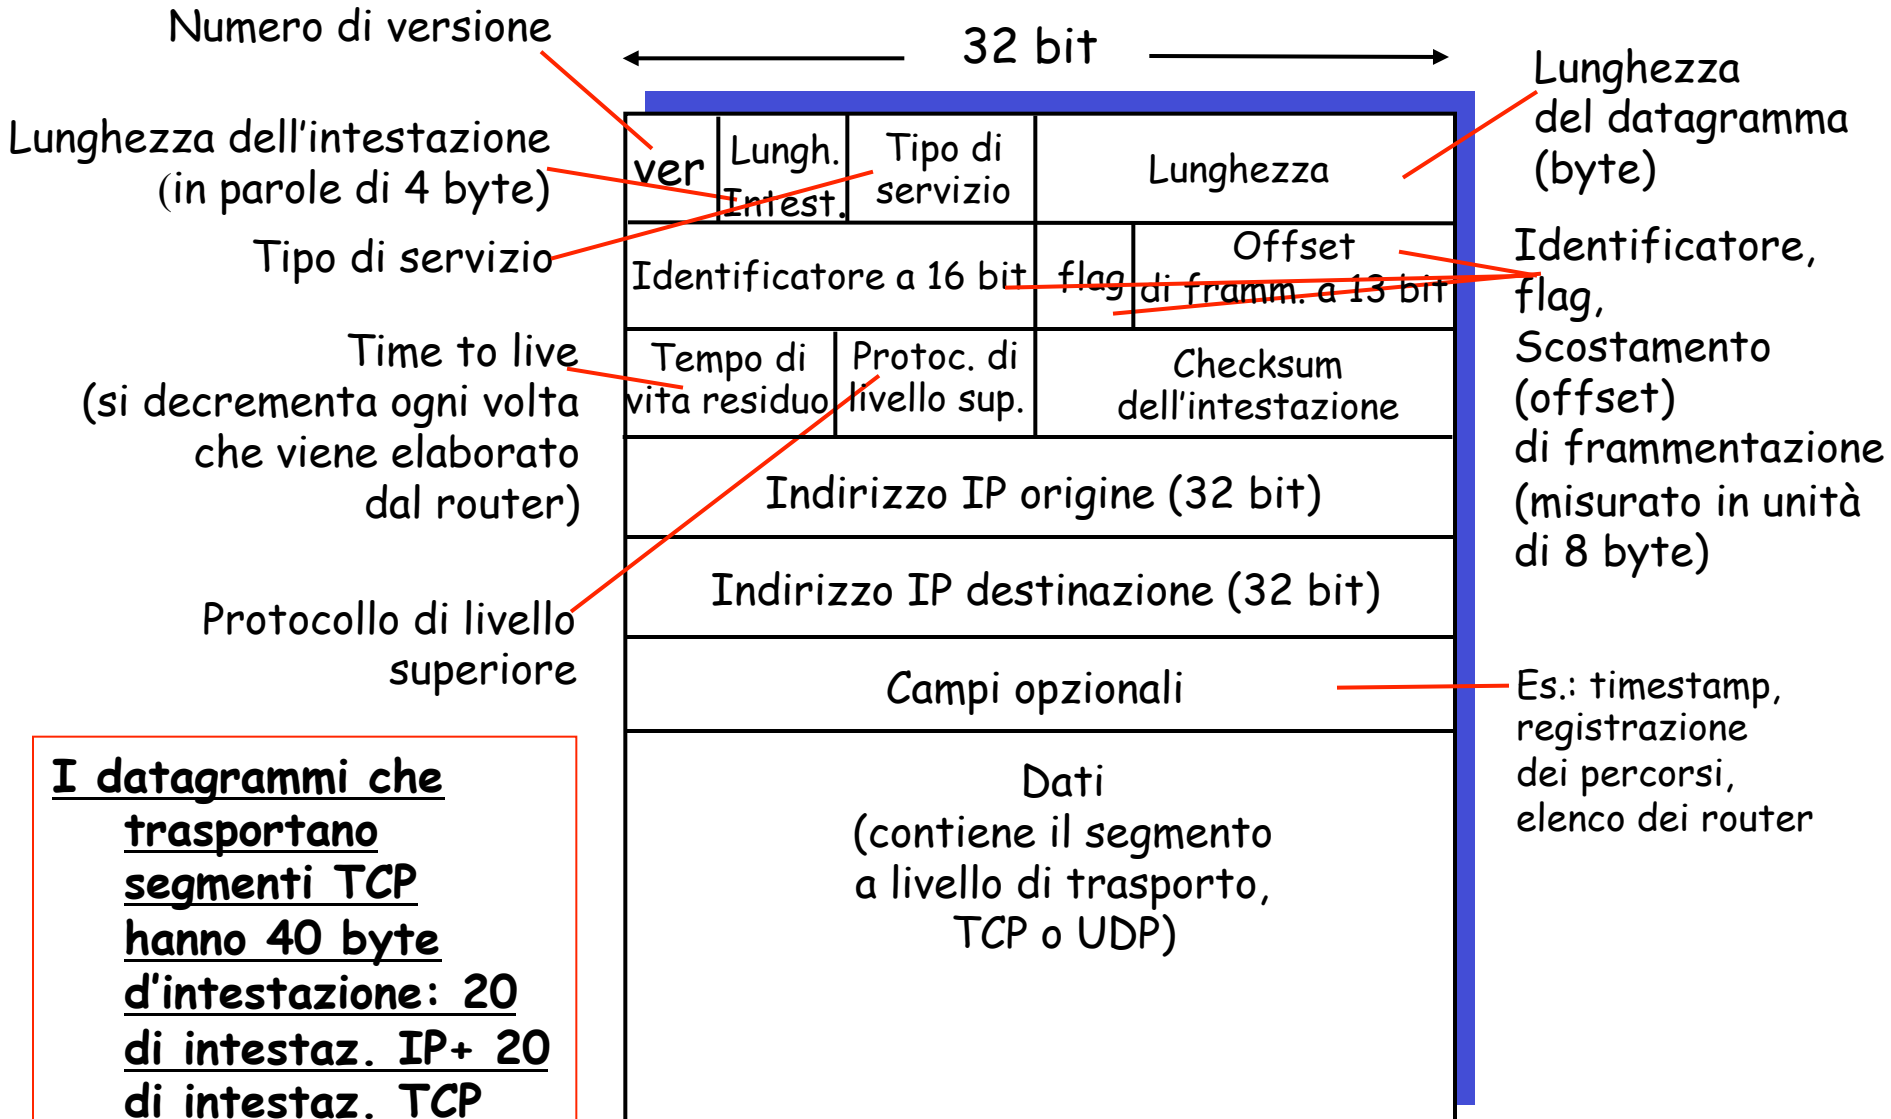 Numero di versione
32 bit
Lunghezza
del datagramma
(byte)
Lunghezza dell'intestazione
(in parole di 4 byte)
Tipo di servizio
ver
Lungh.
Intest.
Tipo di
servizio
Lunghezza
Identificatore a 16 bit
flag
Offset
di framm. a 13 bit
Identificatore,
flag,
Scostamento
(offset)
di frammentazione
(misurato in unità
di 8 byte)
Time to live
(si decrementa ogni volta
che viene elaborato
dal router)
Tempo di
vita residuo
Protoc. di
livello sup.
Checksum
dell'intestazione
Indirizzo IP origine (32 bit)
Indirizzo IP destinazione (32 bit)
Protocollo di livello
superiore
Campi opzionali
Es.: timestamp,
registrazione
dei percorsi,
elenco dei router
Dati
(contiene il segmento
a livello di trasporto,
TCP o UDP)
I datagrammi che
trasportano
segmenti TCP
hanno 40 byte
d'intestazione: 20
di intestaz. IP+ 20
di intestaz. TCP